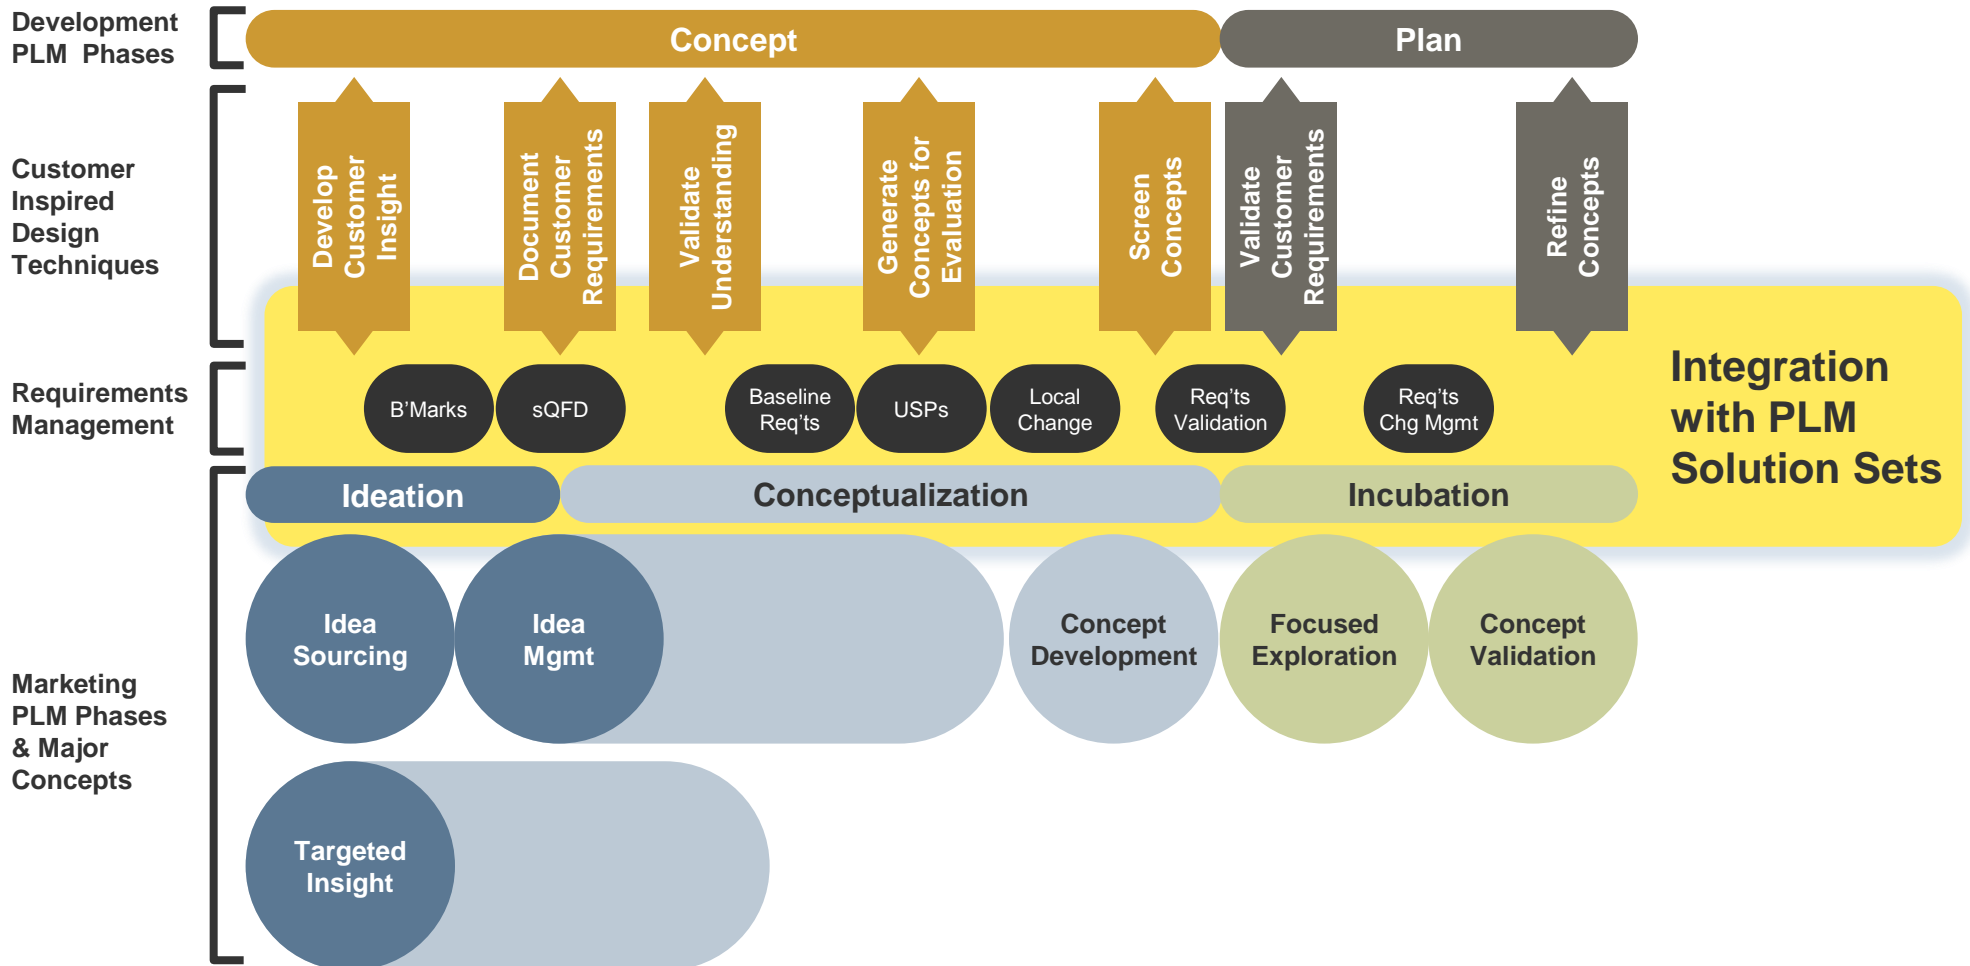 Development
PLM Phases
Concept
Plan
Customer
Inspired
Design
Techniques
Develop
Customer
Insight
Document
Customer
Requirements
Validate
Understanding
Generate
Concepts for
Evaluation
Screen
Concepts
Validate
Customer
Requirements
Refine
Concepts
Requirements
Management
B’Marks
sQFD
Baseline
Req’ts
USPs
Local
Change
Req’ts
Validation
Req’ts
Chg Mgmt
Integration
with PLM
Solution Sets
Ideation
Conceptualization
Incubation
Marketing
PLM Phases
& Major
Concepts
Idea
Sourcing
Idea
Mgmt
Concept
Development
Focused
Exploration
Concept
Validation
Targeted
Insight